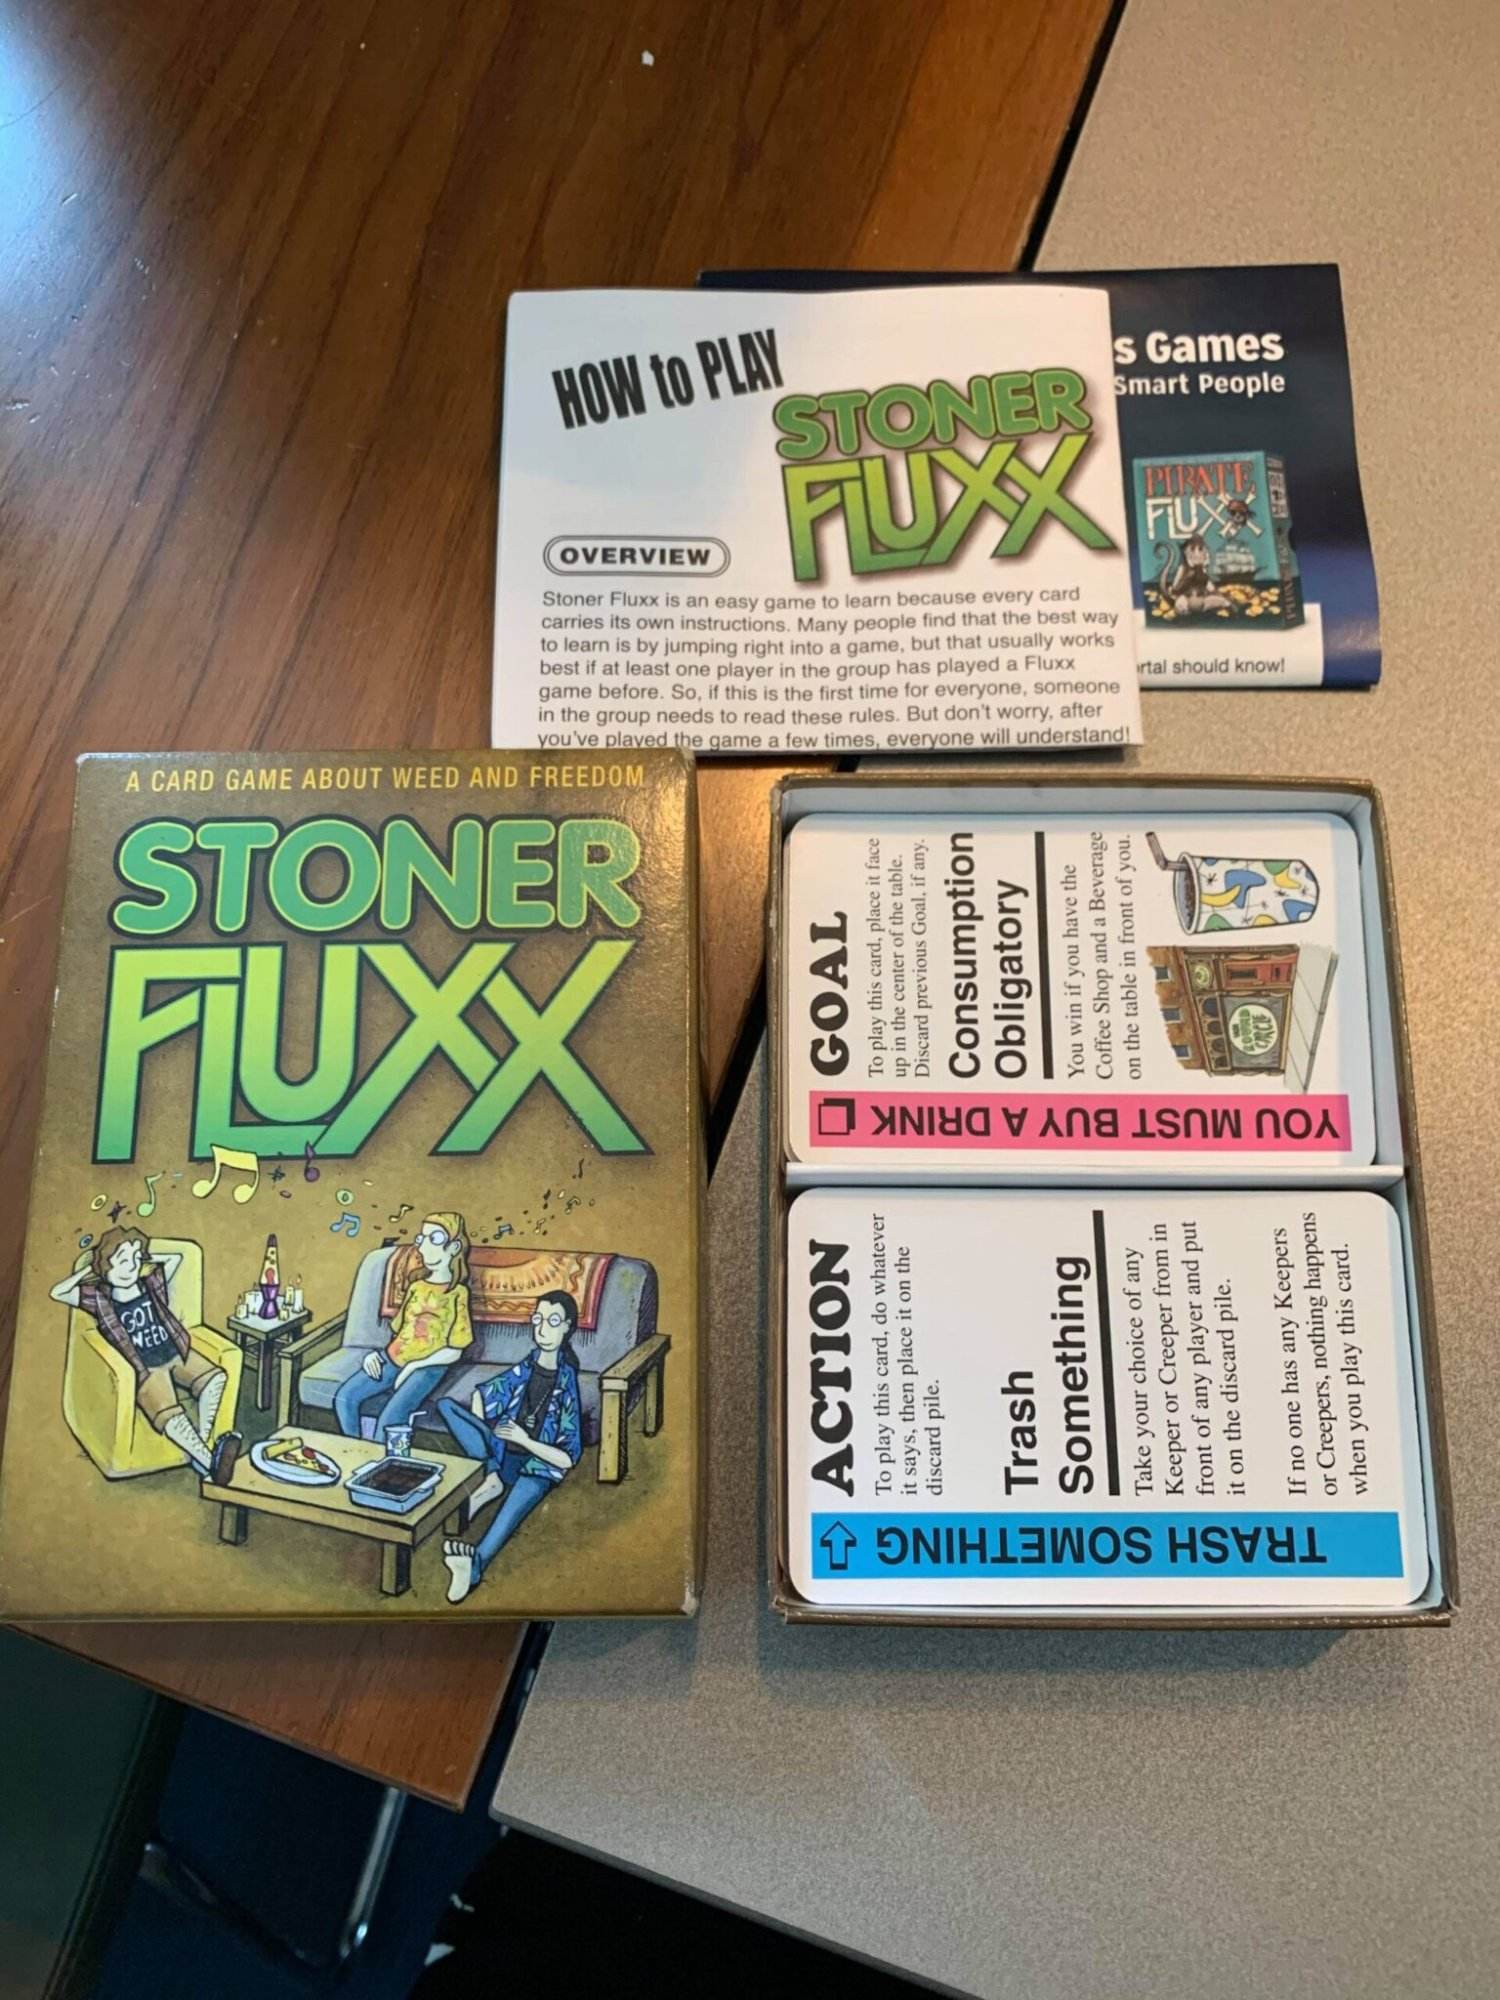 HOW to PLAY
STONER
FLUXX
OVERVIEW
Stoner Fluxx is an easy game to learn because every card
carries its own instructions. Many people find that the best way
to learn is by jumping right into a game, but that usually works
best if at least one player in the group has played a Fluxx
game before. So, if this is the first time for everyone, someone
in the group needs to read these rules. But don't worry, after
you've played the game a few times, everyone will understand!
s Games
Smart People
PIRATE
FLUXX
rtal should know!
A CARD GAME ABOUT WEED AND FREEDOM
STONER
FLUXX
GOT
WEED
GOAL
To play this card, place it face
up in the center of the table.
Discard previous Goal, if any.
Consumption
Obligatory
You win if you have the
Coffee Shop and a Beverage
on the table in front of you.
YOU MUST BUY A DRINK
ACTION
To play this card, do whatever
it says, then place it on the
discard pile.
Trash
Something
Take your choice of any
Keeper or Creeper from in
front of any player and put
it on the discard pile.
If no one has any Keepers
or Creepers, nothing happens
when you play this card.
TRASH SOMETHING